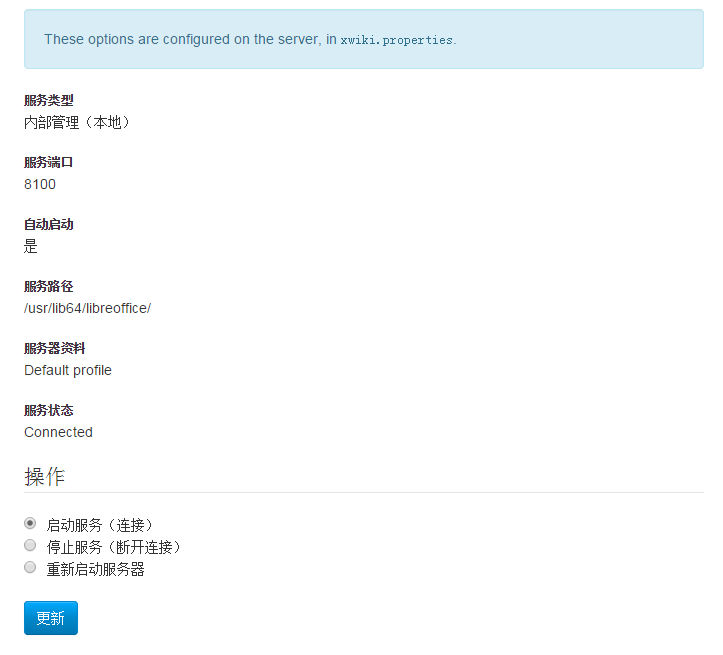 These options are configured on the server, in xwiki.properties.
服务类型
内部管理（本地）
服务端口
8100
自动启动
是
服务路径
/usr/lib64/libreoffice/
服务器资料
Default profile
服务状态
Connected
操作
启动服务（连接）
停止服务（断开连接）
重新启动服务器
更新